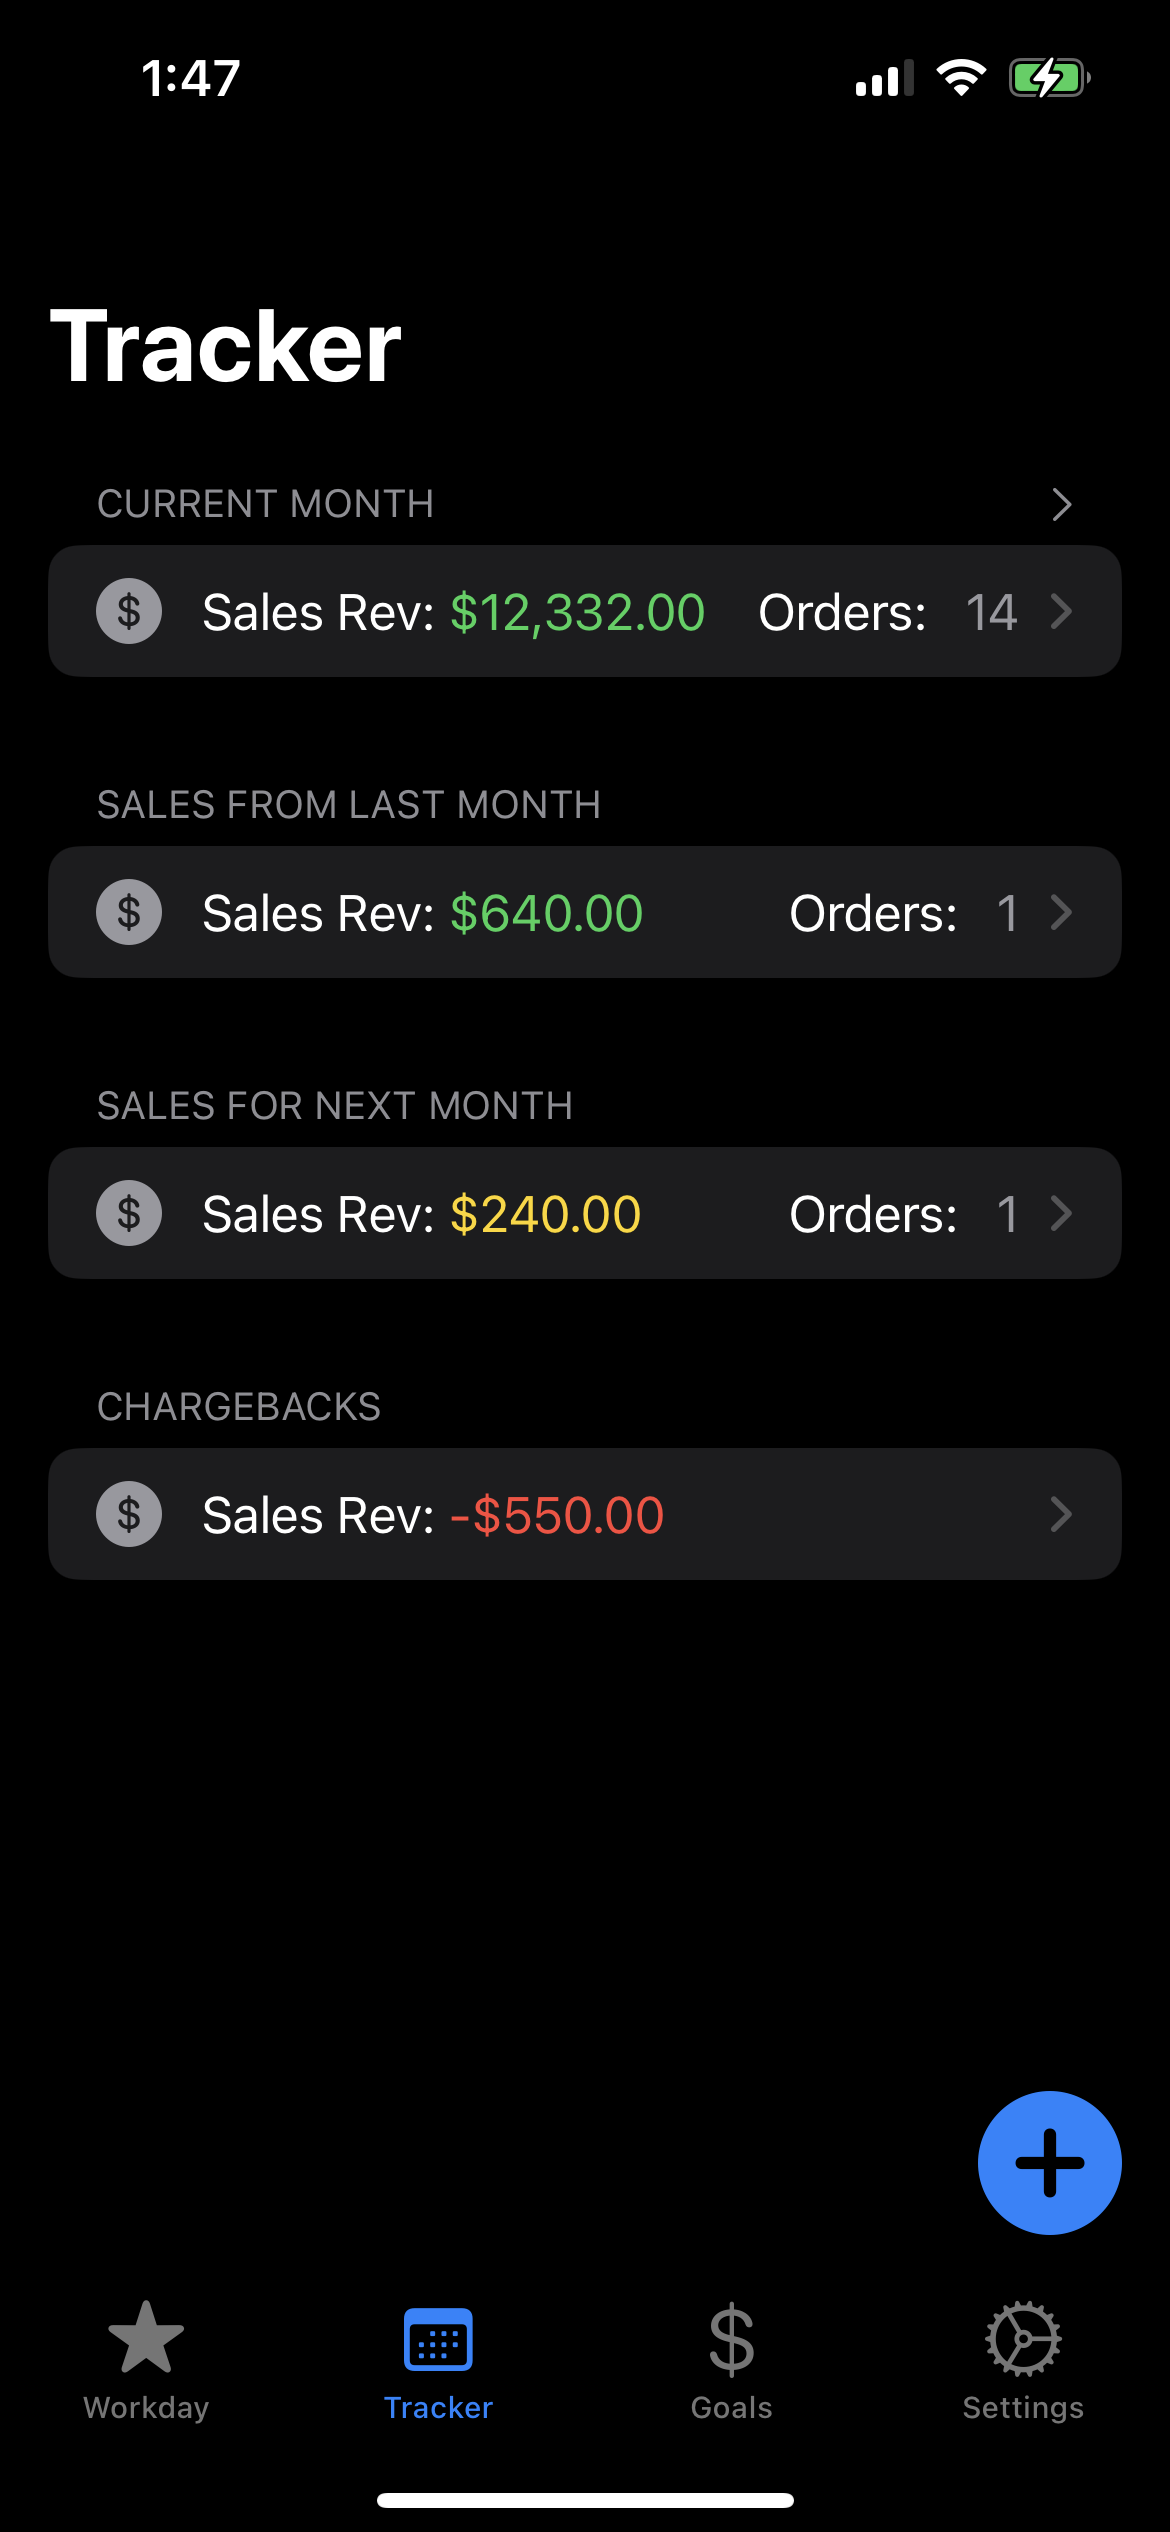 1:47
Tracker
CURRENT MONTH
$ Sales Rev: $12,332.00 Orders: 14
SALES FROM LAST MONTH
$ Sales Rev: $640.00 Orders: 1
SALES FOR NEXT MONTH
$ Sales Rev: $240.00 Orders: 1
CHARGEBACKS
$ Sales Rev: -$550.00
Workday Tracker Goals Settings